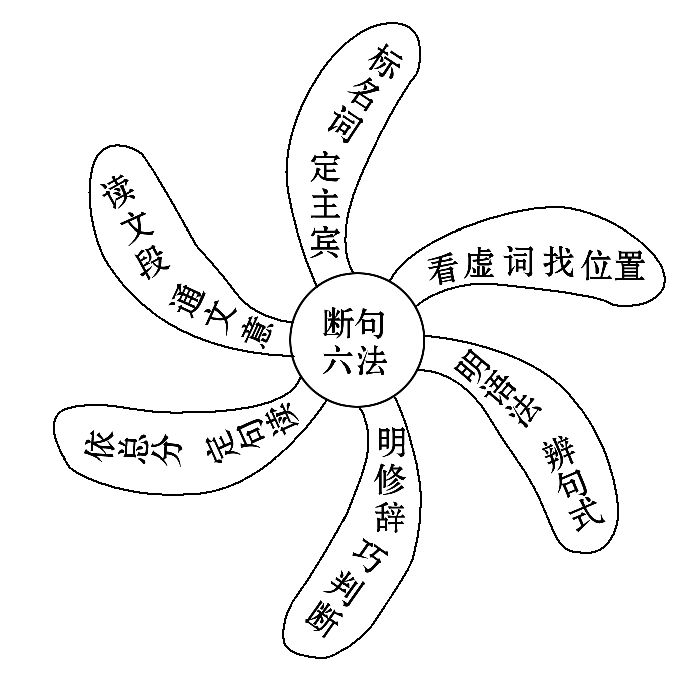 断句
六法
读文段 通文意
标名词 定主宾
看虚词找位置
明语法 辨句式
明修辞 巧判断
依总分 定句读